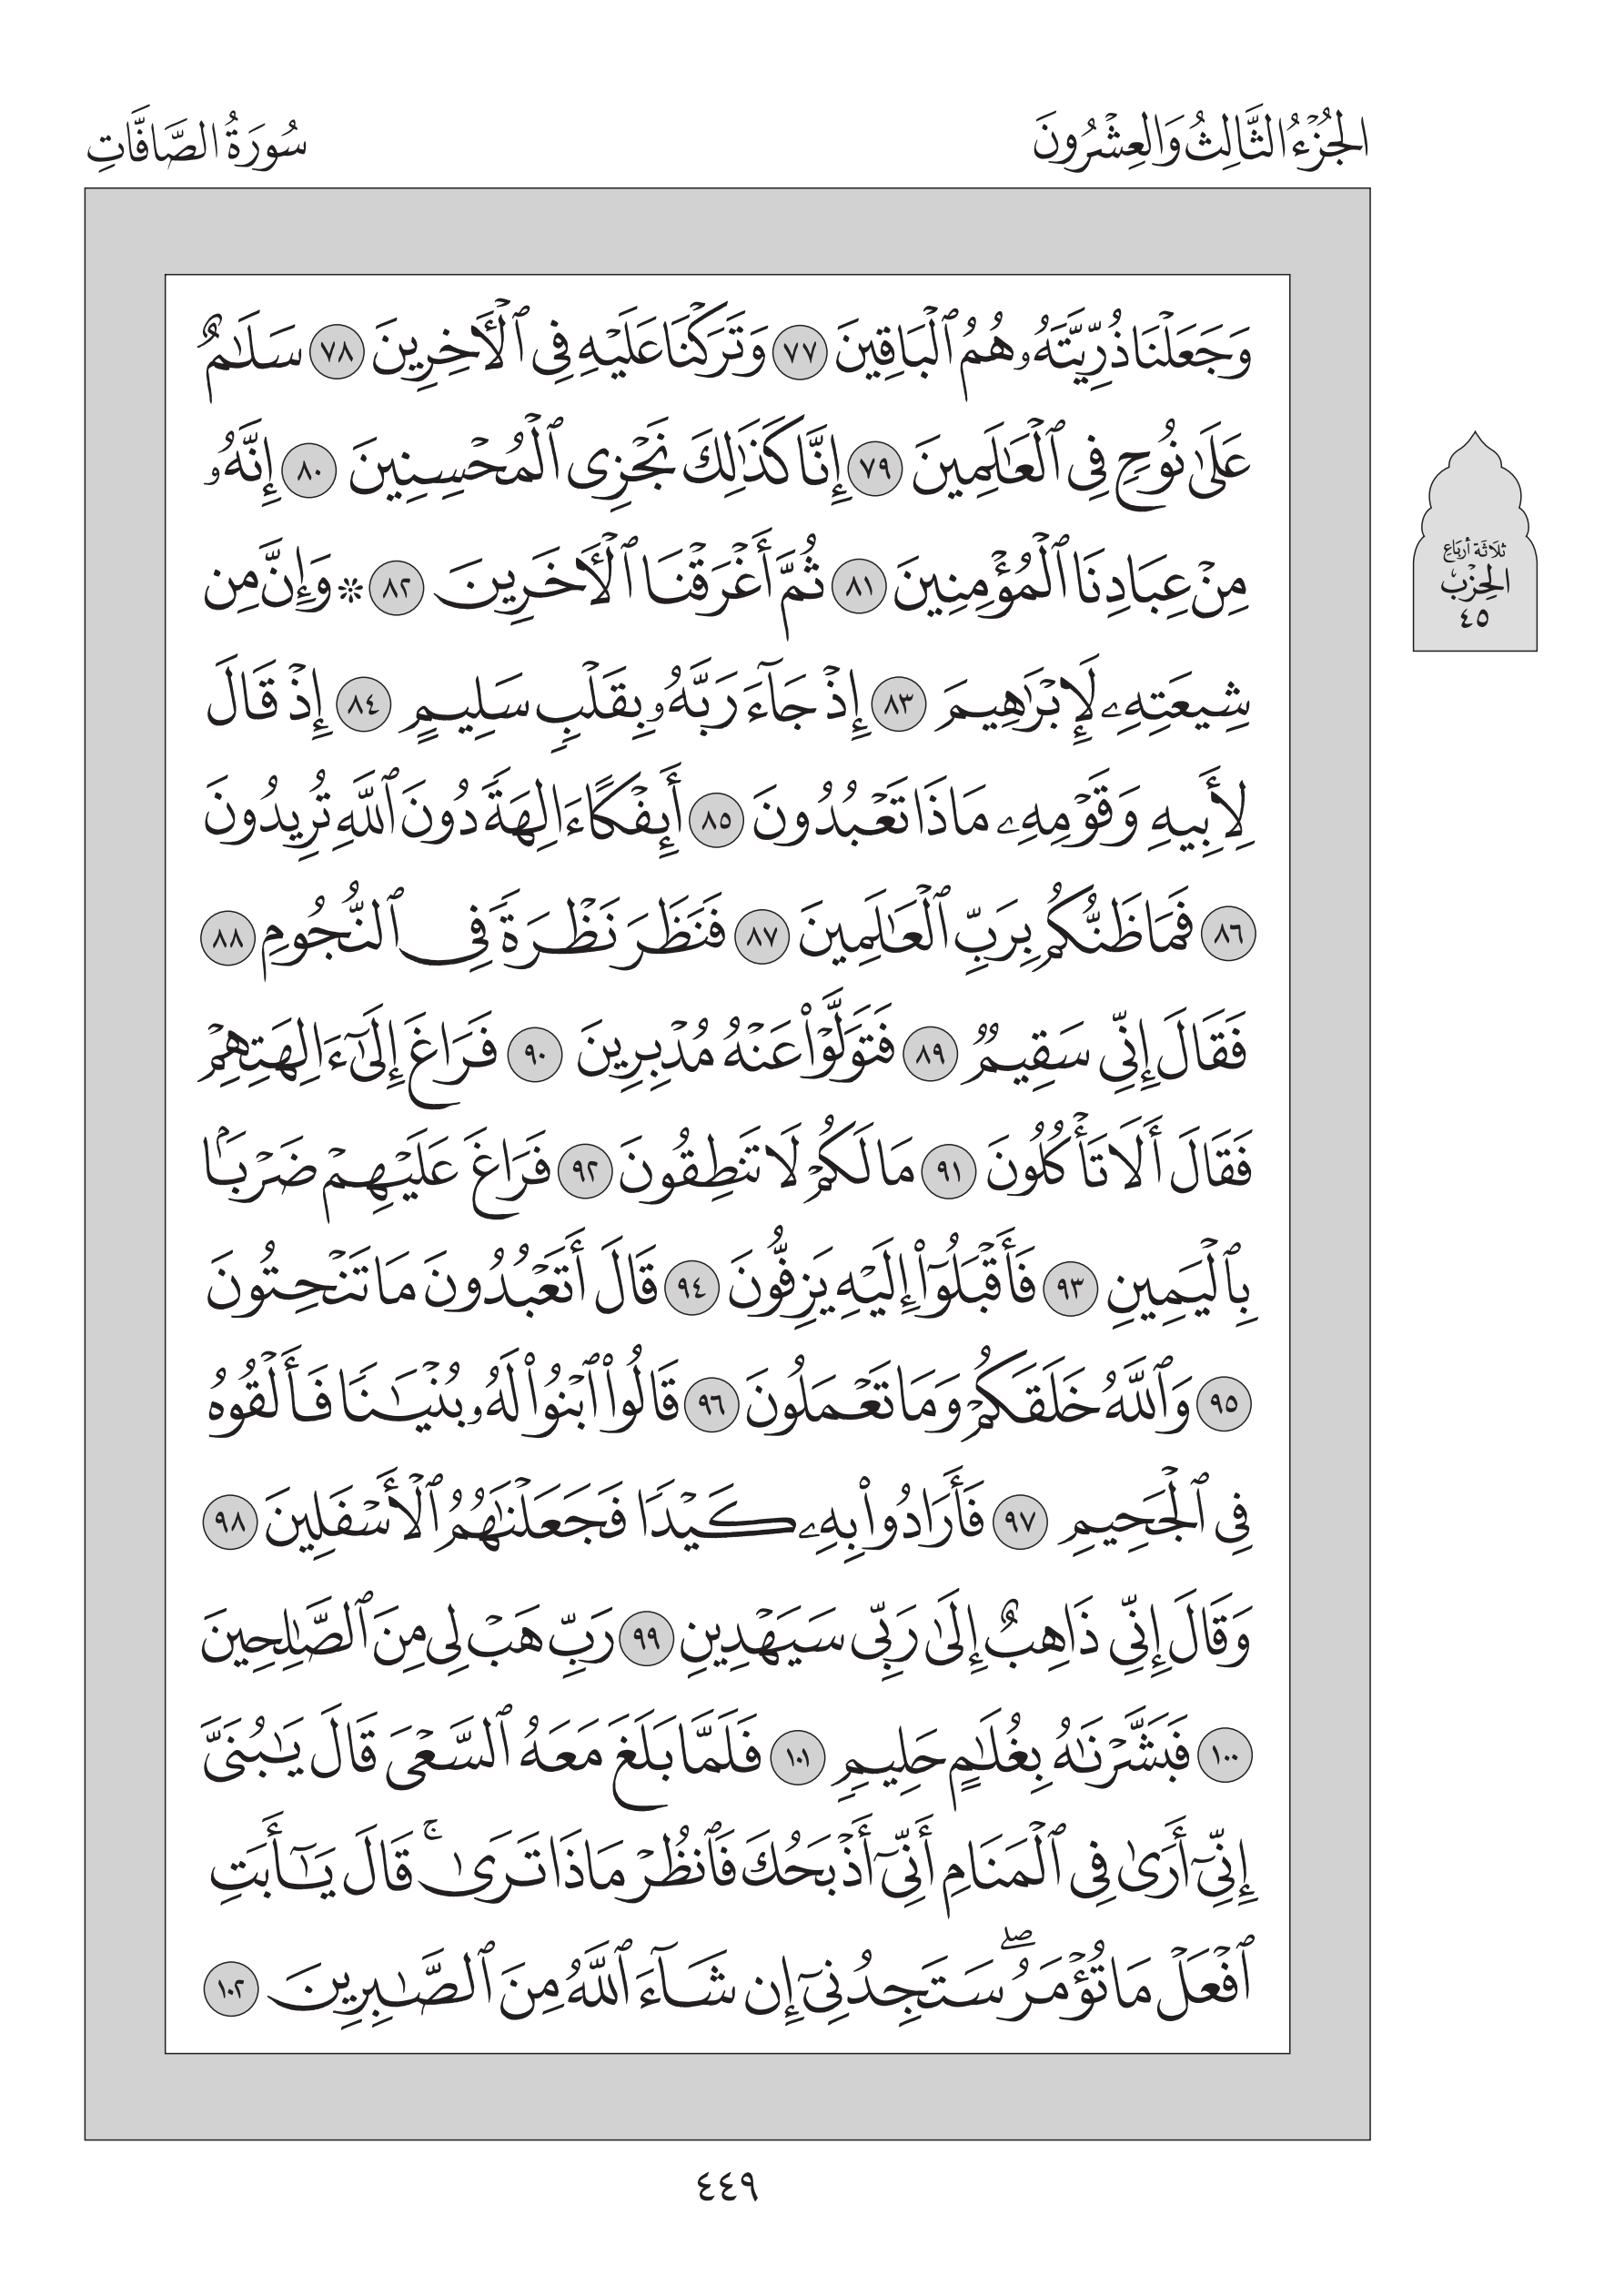 الجُزْءُ الثَّالِثُ وَالعِشْرُونَ
سُورَةُ الصَّافَّاتِ
وَجَعَلۡنَا ذُرِّيَّتَهُۥ هُمُ ٱلۡبَاقِينَ ٧٧ وَتَرَكۡنَا عَلَيۡهِ فِي ٱلۡأٓخِرِينَ ٧٨ سَلَٰمٌ
عَلَىٰ نُوحٖ فِي ٱلۡعَٰلَمِينَ ٧٩ إِنَّا كَذَٰلِكَ نَجۡزِي ٱلۡمُحۡسِنِينَ ٨٠ إِنَّهُۥ
مِنۡ عِبَادِنَا ٱلۡمُؤۡمِنِينَ ٨١ ثُمَّ أَغۡرَقۡنَا ٱلۡأٓخَرِينَ ٨٢ ۞ وَإِنَّ مِن
شِيعَتِهِۦ لَإِبۡرَٰهِيمَ ٨٣ إِذۡ جَآءَ رَبَّهُۥ بِقَلۡبٖ سَلِيمٍ ٨٤ إِذۡ قَالَ
لِأَبِيهِ وَقَوۡمِهِۦ مَاذَا تَعۡبُدُونَ ٨٥ أَئِفۡكًا ءَالِهَةٗ دُونَ ٱللَّهِ تُرِيدُونَ
٨٦ فَمَا ظَنُّكُم بِرَبِّ ٱلۡعَٰلَمِينَ ٨٧ فَنَظَرَ نَظۡرَةٗ فِي ٱلنُّجُومِ ٨٨
فَقَالَ إِنِّي سَقِيمٞ ٨٩ فَتَوَلَّوۡاْ عَنۡهُ مُدۡبِرِينَ ٩٠ فَرَاغَ إِلَىٰٓ ءَالِهَتِهِمۡ
فَقَالَ أَلَا تَأۡكُلُونَ ٩١ مَا لَكُمۡ لَا تَنطِقُونَ ٩٢ فَرَاغَ عَلَيۡهِمۡ ضَرۡبَۢا
بِٱلۡيَمِينِ ٩٣ فَأَقۡبَلُوٓاْ إِلَيۡهِ يَزِفُّونَ ٩٤ قَالَ أَتَعۡبُدُونَ مَا تَنۡحِتُونَ
٩٥ وَٱللَّهُ خَلَقَكُمۡ وَمَا تَعۡمَلُونَ ٩٦ قَالُواْ ٱبۡنُواْ لَهُۥ بُنۡيَٰنٗا فَأَلۡقُوهُ
فِي ٱلۡجَحِيمِ ٩٧ فَأَرَادُواْ بِهِۦ كَيۡدٗا فَجَعَلۡنَٰهُمُ ٱلۡأَسۡفَلِينَ ٩٨
وَقَالَ إِنِّي ذَاهِبٌ إِلَىٰ رَبِّي سَيَهۡدِينِ ٩٩ رَبِّ هَبۡ لِي مِنَ ٱلصَّٰلِحِينَ
١٠٠ فَبَشَّرۡنَٰهُ بِغُلَٰمٍ حَلِيمٖ ١٠١ فَلَمَّا بَلَغَ مَعَهُ ٱلسَّعۡيَ قَالَ يَٰبُنَيَّ
إِنِّيٓ أَرَىٰ فِي ٱلۡمَنَامِ أَنِّيٓ أَذۡبَحُكَ فَٱنظُرۡ مَاذَا تَرَىٰۚ قَالَ يَٰٓأَبَتِ
ٱفۡعَلۡ مَا تُؤۡمَرُۖ سَتَجِدُنِيٓ إِن شَآءَ ٱللَّهُ مِنَ ٱلصَّٰبِرِينَ ١٠٢
ثَلَاثَة أربَاع
الحِزْب
٤٥
٤٤٩